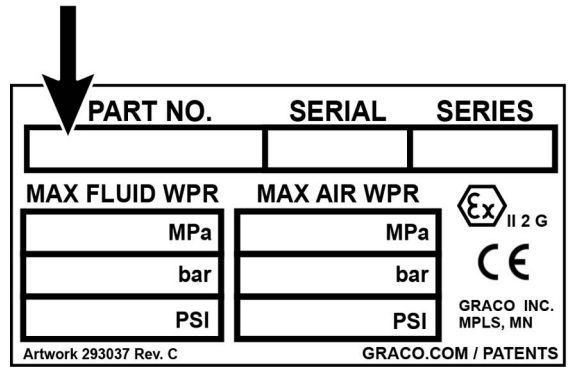 PART NO. SERIAL SERIES
MAX FLUID WPR MAX AIR WPR
Ex II 2 G
MPa MPa
bar bar
CE
PSI PSI
GRACO INC.
MPLS, MN
Artwork 293037 Rev. C GRACO.COM / PATENTS